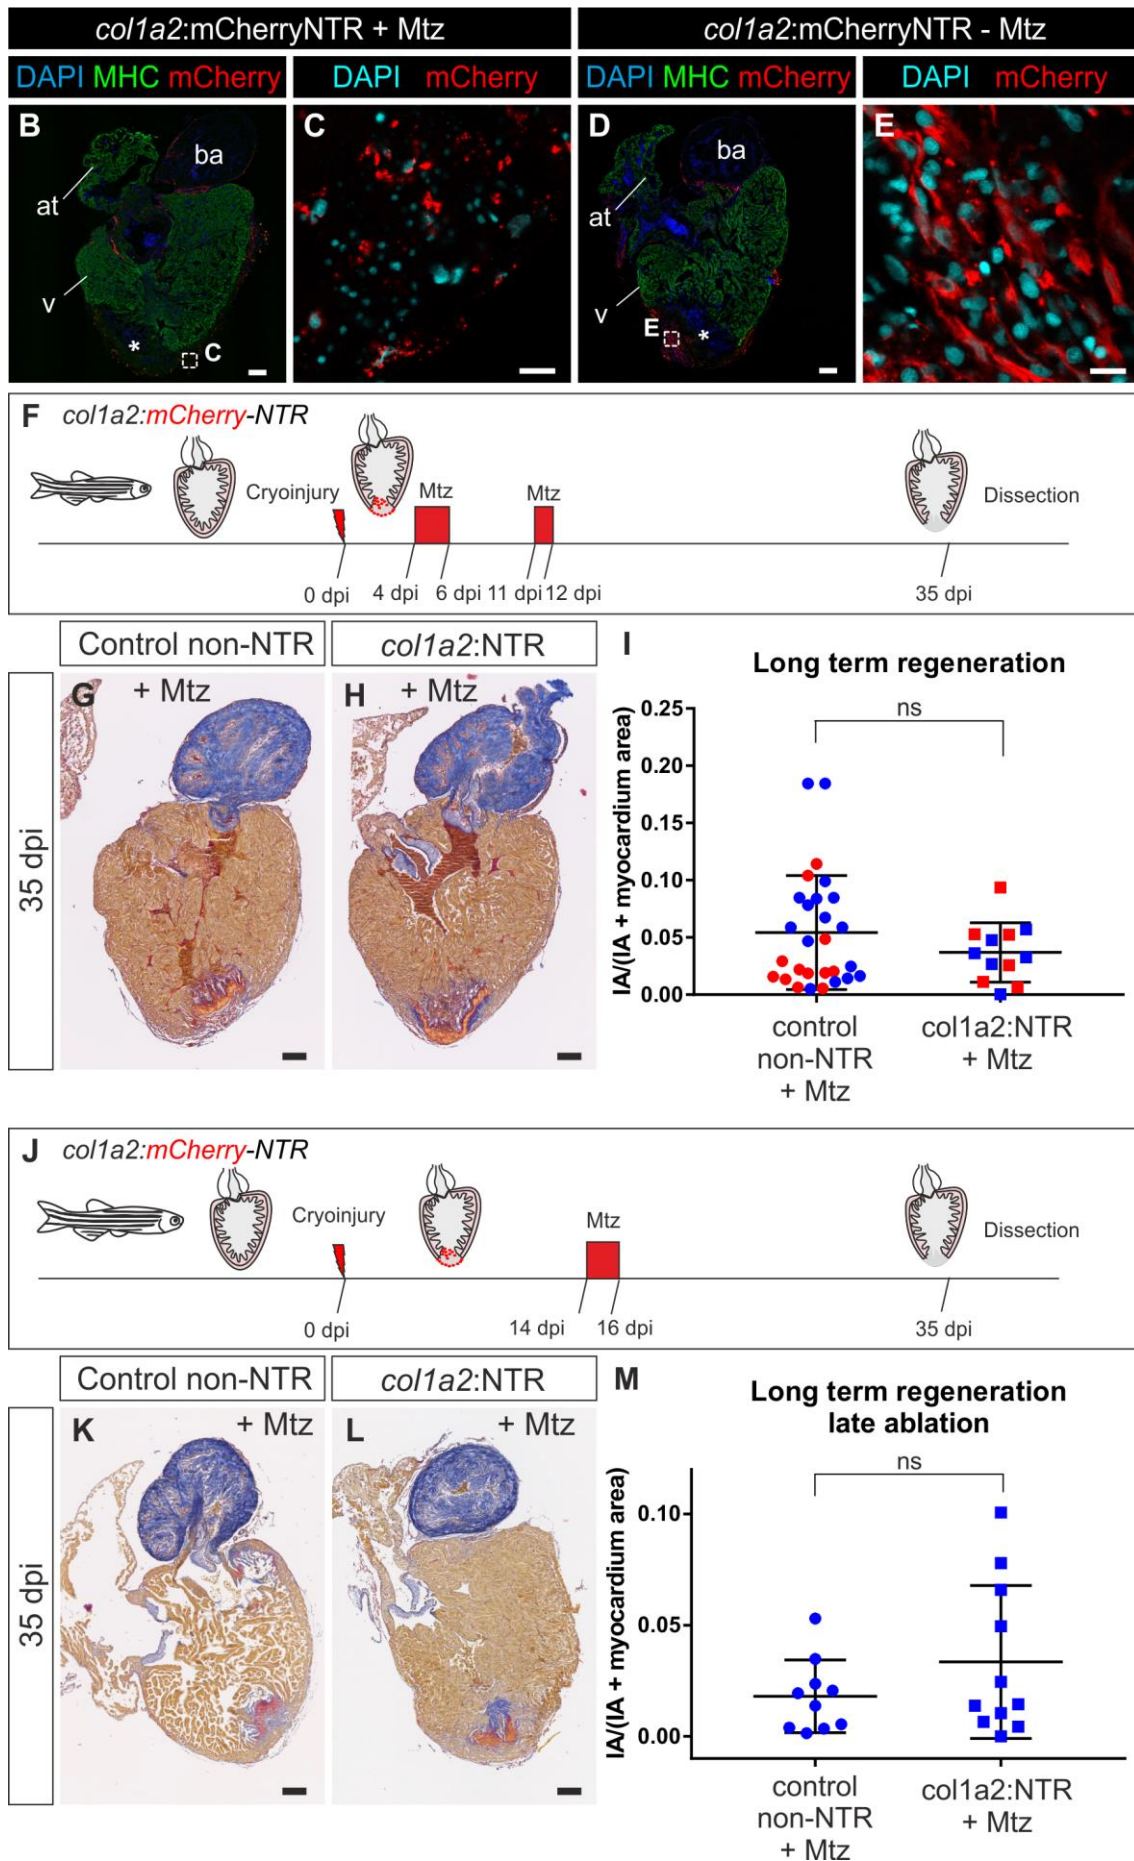 col1a2:mCherryNTR + Mtz
col1a2:mCherryNTR - Mtz
DAPI MHC mCherry
DAPI mCherry
DAPI MHC mCherry
DAPI mCherry
B
ba
at
v
*
C
C
D
ba
at
v
E
*
E
F col1a2:mCherry-NTR
Cryoinjury
Mtz
Mtz
Dissection
0 dpi
4 dpi
6 dpi
11 dpi
12 dpi
35 dpi
Control non-NTR
col1a2:NTR
35 dpi
G + Mtz
H + Mtz
I
Long term regeneration
ns
IA/(IA + myocardium area)
0.25
0.20
0.15
0.10
0.05
0.00
control
non-NTR
+ Mtz
col1a2:NTR
+ Mtz
J col1a2:mCherry-NTR
Cryoinjury
Mtz
Dissection
0 dpi
14 dpi
16 dpi
35 dpi
Control non-NTR
col1a2:NTR
35 dpi
K + Mtz
L + Mtz
M
Long term regeneration
late ablation
ns
IA/(IA + myocardium area)
0.10
0.05
0.00
control
non-NTR
+ Mtz
col1a2:NTR
+ Mtz